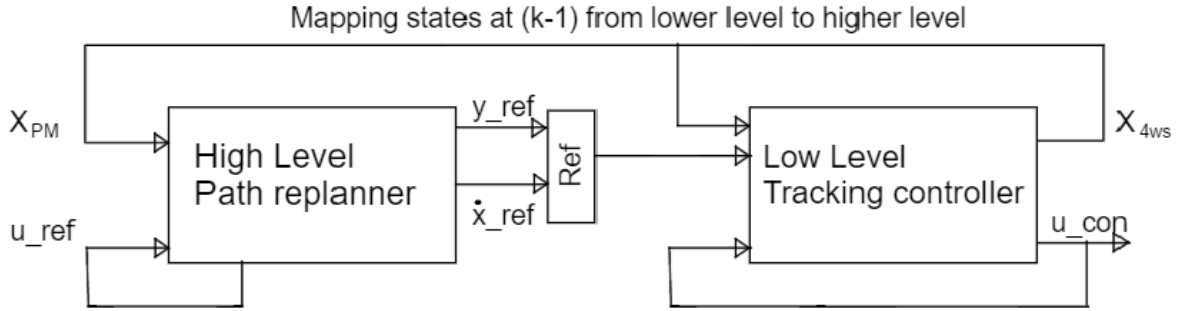 Mapping states at (k-1) from lower level to higher level
X_PM
y_ref
X_4ws
High Level
Path replanner
Ref
Low Level
Tracking controller
u_ref
ẋ_ref
u_con